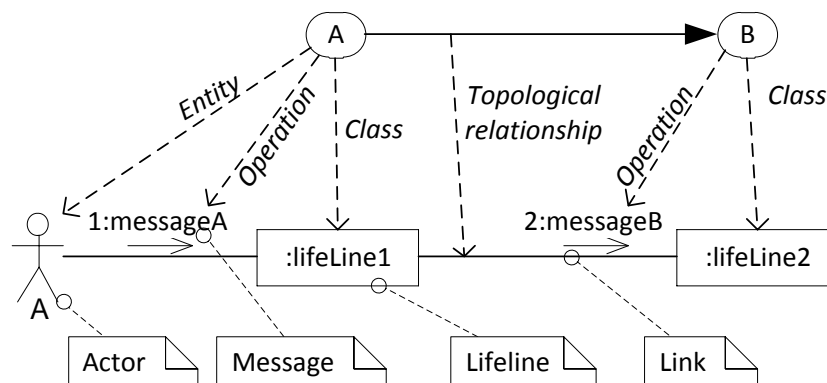 A
B
Entity
Operation
Class
Topological
relationship
Operation
Class
1:messageA
2:messageB
:lifeLine1
:lifeLine2
A
Actor
Message
Lifeline
Link